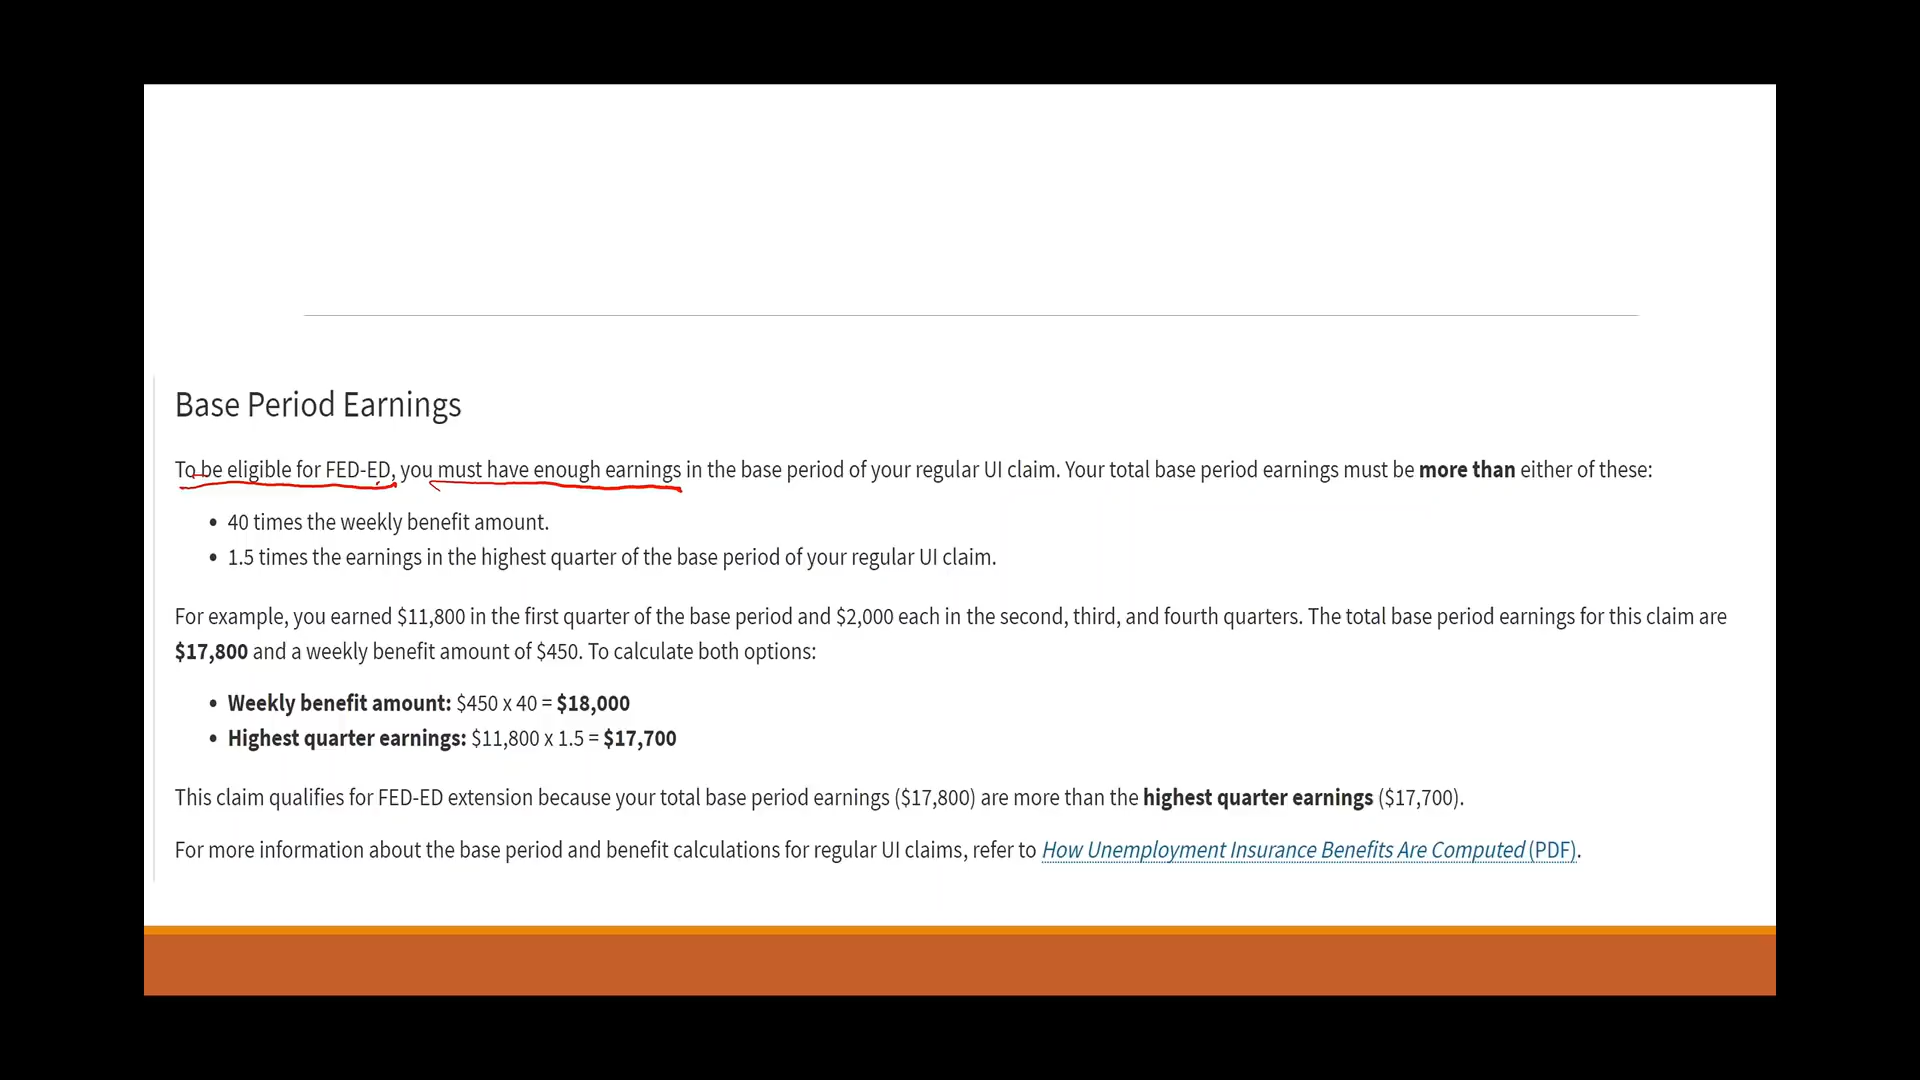 Base Period Earnings
To be eligible for FED-ED, you must have enough earnings in the base period of your regular UI claim. Your total base period earnings must be more than either of these:
• 40 times the weekly benefit amount.
• 1.5 times the earnings in the highest quarter of the base period of your regular UI claim.
For example, you earned $11,800 in the first quarter of the base period and $2,000 each in the second, third, and fourth quarters. The total base period earnings for this claim are
$17,800 and a weekly benefit amount of $450. To calculate both options:
• Weekly benefit amount: $450 x 40 = $18,000
• Highest quarter earnings: $11,800 x 1.5 = $17,700
This claim qualifies for FED-ED extension because your total base period earnings ($17,800) are more than the highest quarter earnings ($17,700).
For more information about the base period and benefit calculations for regular UI claims, refer to How Unemployment Insurance Benefits Are Computed (PDF).